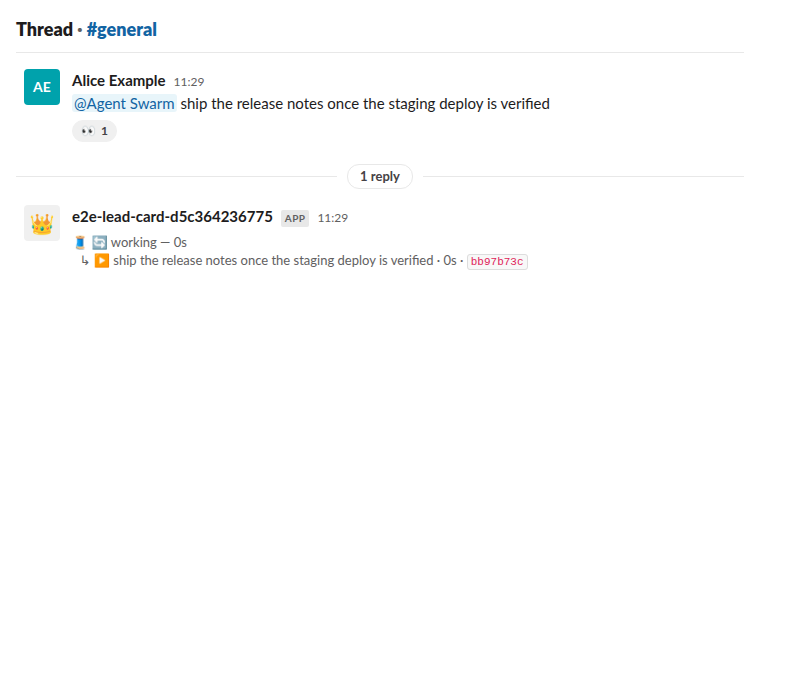 Thread • #general
AE
Alice Example 11:29
@Agent Swarm ship the release notes once the staging deploy is verified
👀 1
1 reply
e2e-lead-card-d5c364236775 APP 11:29
🧵 🔄 working — 0s
↳ ▶️ ship the release notes once the staging deploy is verified · 0s · bb97b73c